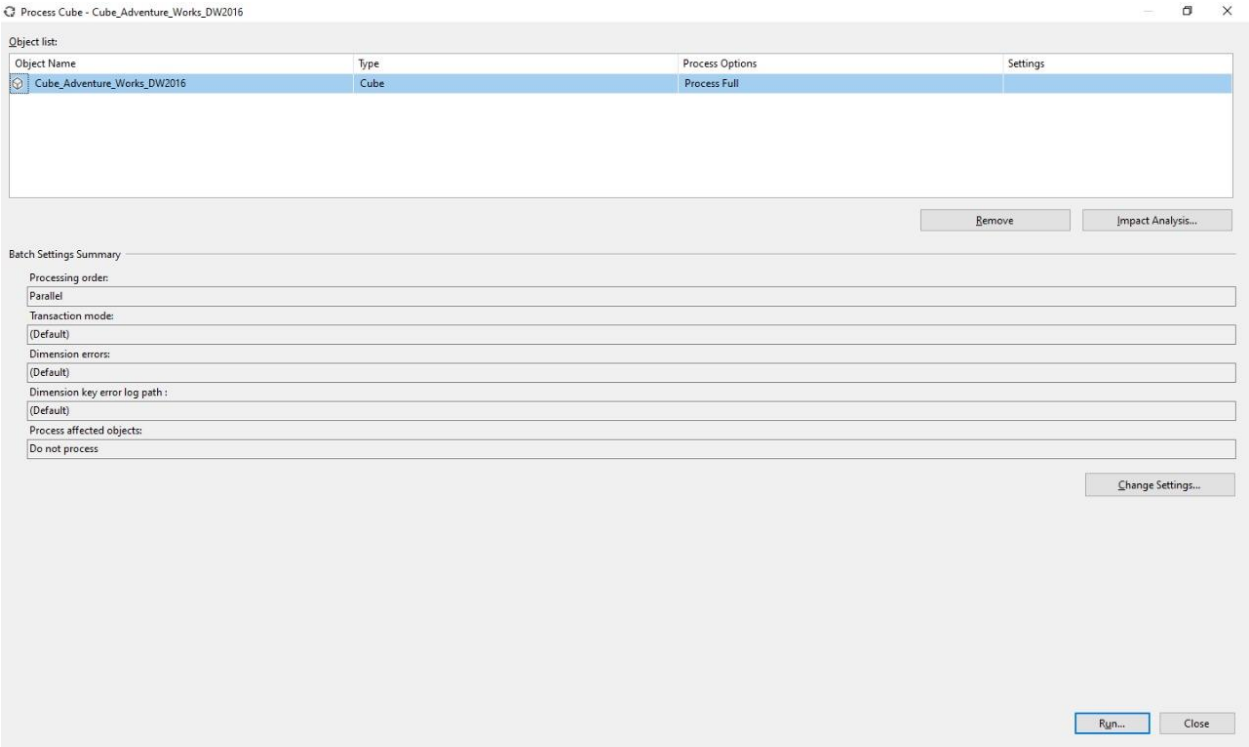 Process Cube - Cube_Adventure_Works_DW2016
Object list:
Object Name Type Process Options Settings
Cube_Adventure_Works_DW2016 Cube Process Full
Remove Impact Analysis...
Batch Settings Summary
Processing order:
Parallel
Transaction mode:
(Default)
Dimension errors:
(Default)
Dimension key error log path :
(Default)
Process affected objects:
Do not process
Change Settings...
Run... Close